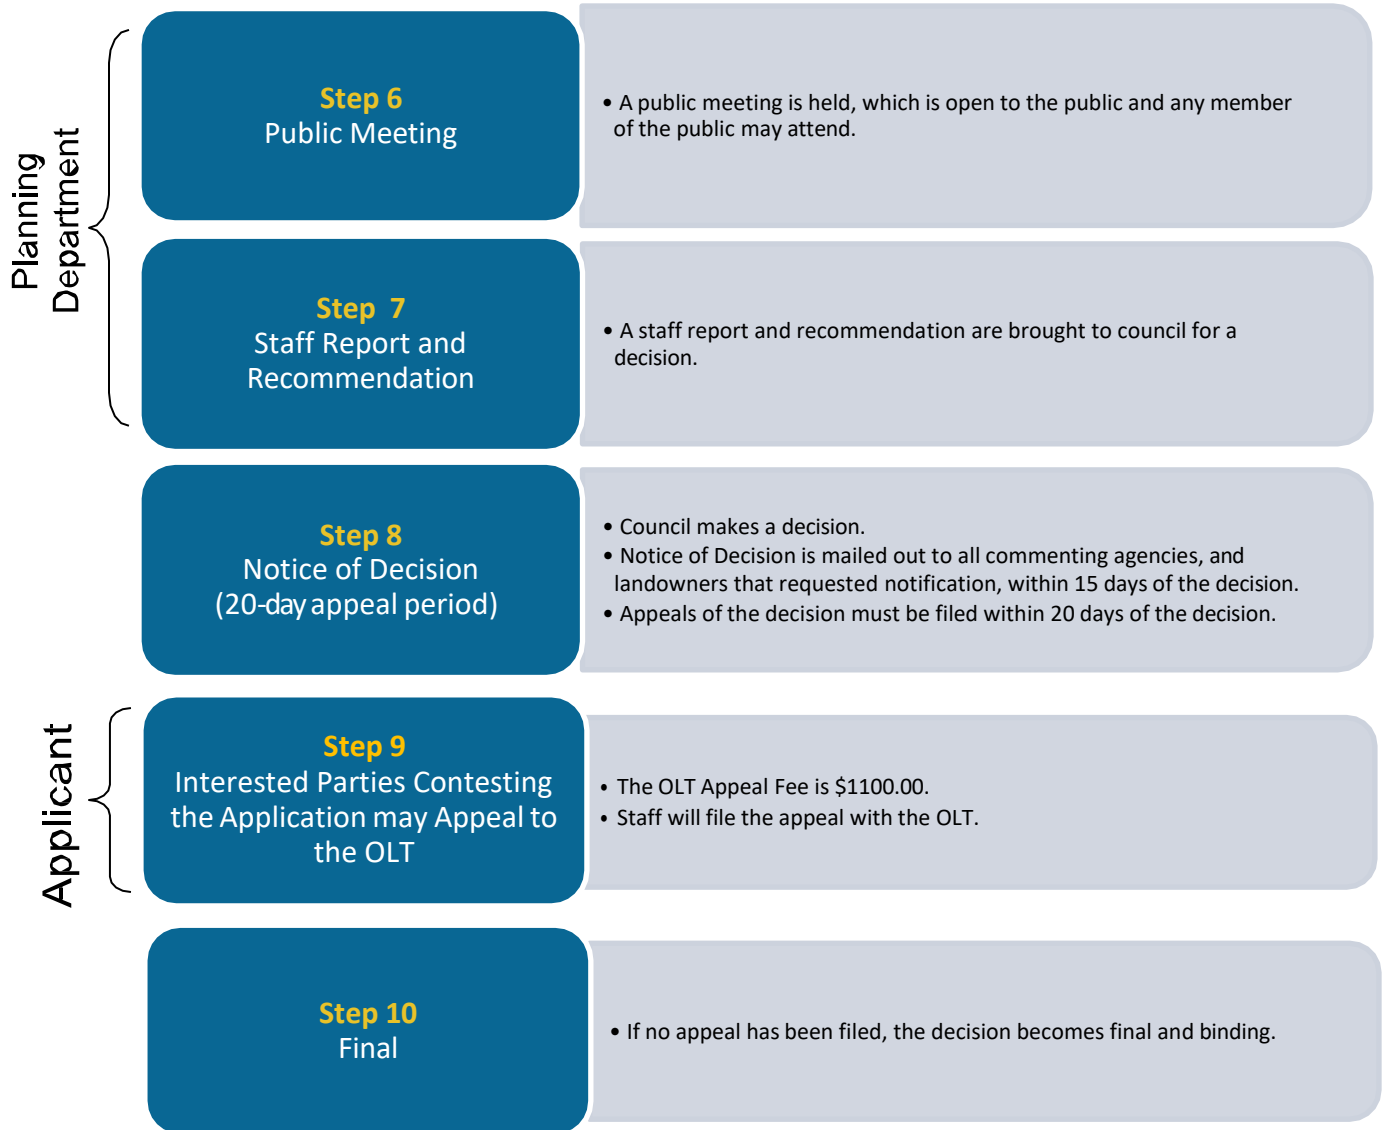 Planning
Department
Step 6
Public Meeting
• A public meeting is held, which is open to the public and any member
of the public may attend.
Step 7
Staff Report and
Recommendation
• A staff report and recommendation are brought to council for a
decision.
Step 8
Notice of Decision
(20-day appeal period)
• Council makes a decision.
• Notice of Decision is mailed out to all commenting agencies, and
landowners that requested notification, within 15 days of the decision.
• Appeals of the decision must be filed within 20 days of the decision.
Applicant
Step 9
Interested Parties Contesting
the Application may Appeal to
the OLT
• The OLT Appeal Fee is $1100.00.
• Staff will file the appeal with the OLT.
Step 10
Final
• If no appeal has been filed, the decision becomes final and binding.